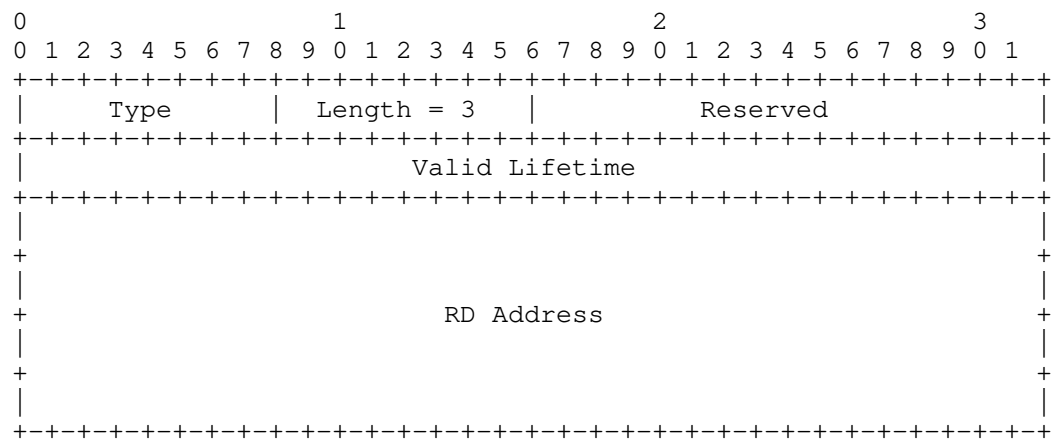 0                   1                   2                   3
0 1 2 3 4 5 6 7 8 9 0 1 2 3 4 5 6 7 8 9 0 1 2 3 4 5 6 7 8 9 0 1
+-+-+-+-+-+-+-+-+-+-+-+-+-+-+-+-+-+-+-+-+-+-+-+-+-+-+-+-+-+-+-+-+
|     Type      |  Length = 3   |          Reserved             |
+-+-+-+-+-+-+-+-+-+-+-+-+-+-+-+-+-+-+-+-+-+-+-+-+-+-+-+-+-+-+-+-+
|                        Valid Lifetime                         |
+-+-+-+-+-+-+-+-+-+-+-+-+-+-+-+-+-+-+-+-+-+-+-+-+-+-+-+-+-+-+-+-+
|                                                               |
+                                                               +
|                                                               |
+                          RD Address                           +
|                                                               |
+                                                               +
|                                                               |
+-+-+-+-+-+-+-+-+-+-+-+-+-+-+-+-+-+-+-+-+-+-+-+-+-+-+-+-+-+-+-+-+